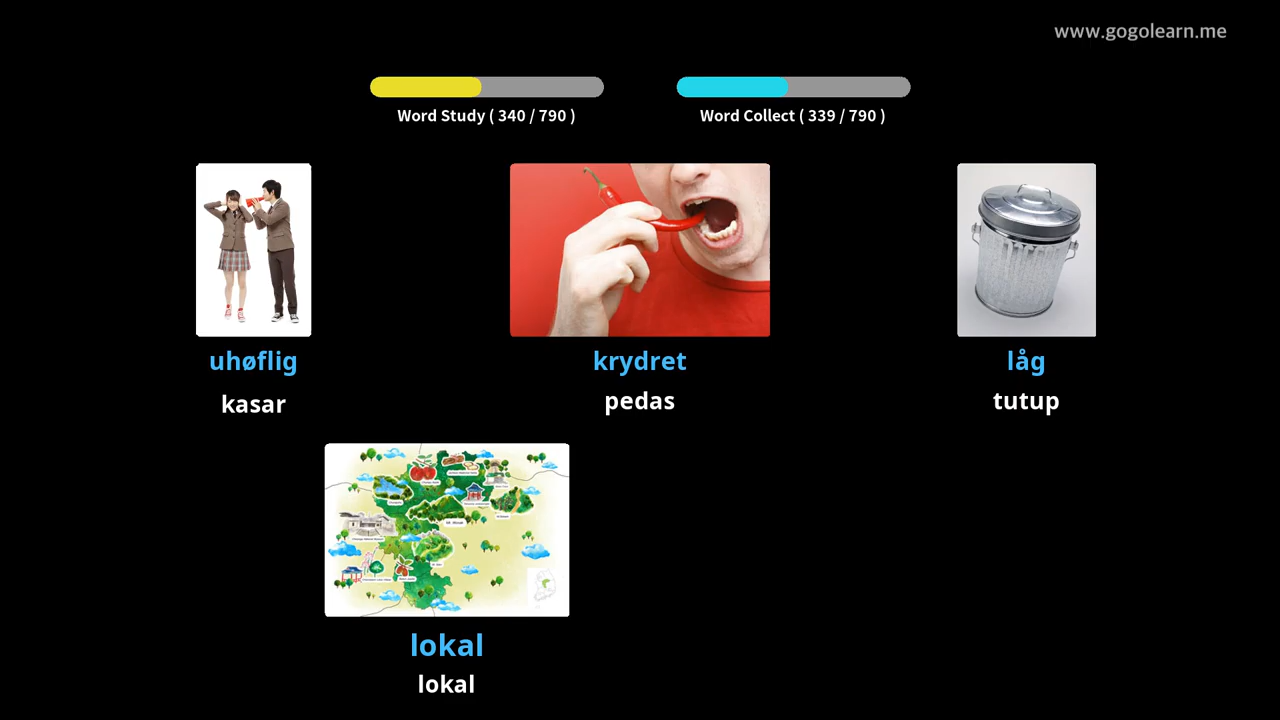 www.gogolearn.me
Word Study ( 340 / 790 )
Word Collect ( 339 / 790 )
uhøflig
krydret
låg
kasar
pedas
tutup
lokal
lokal